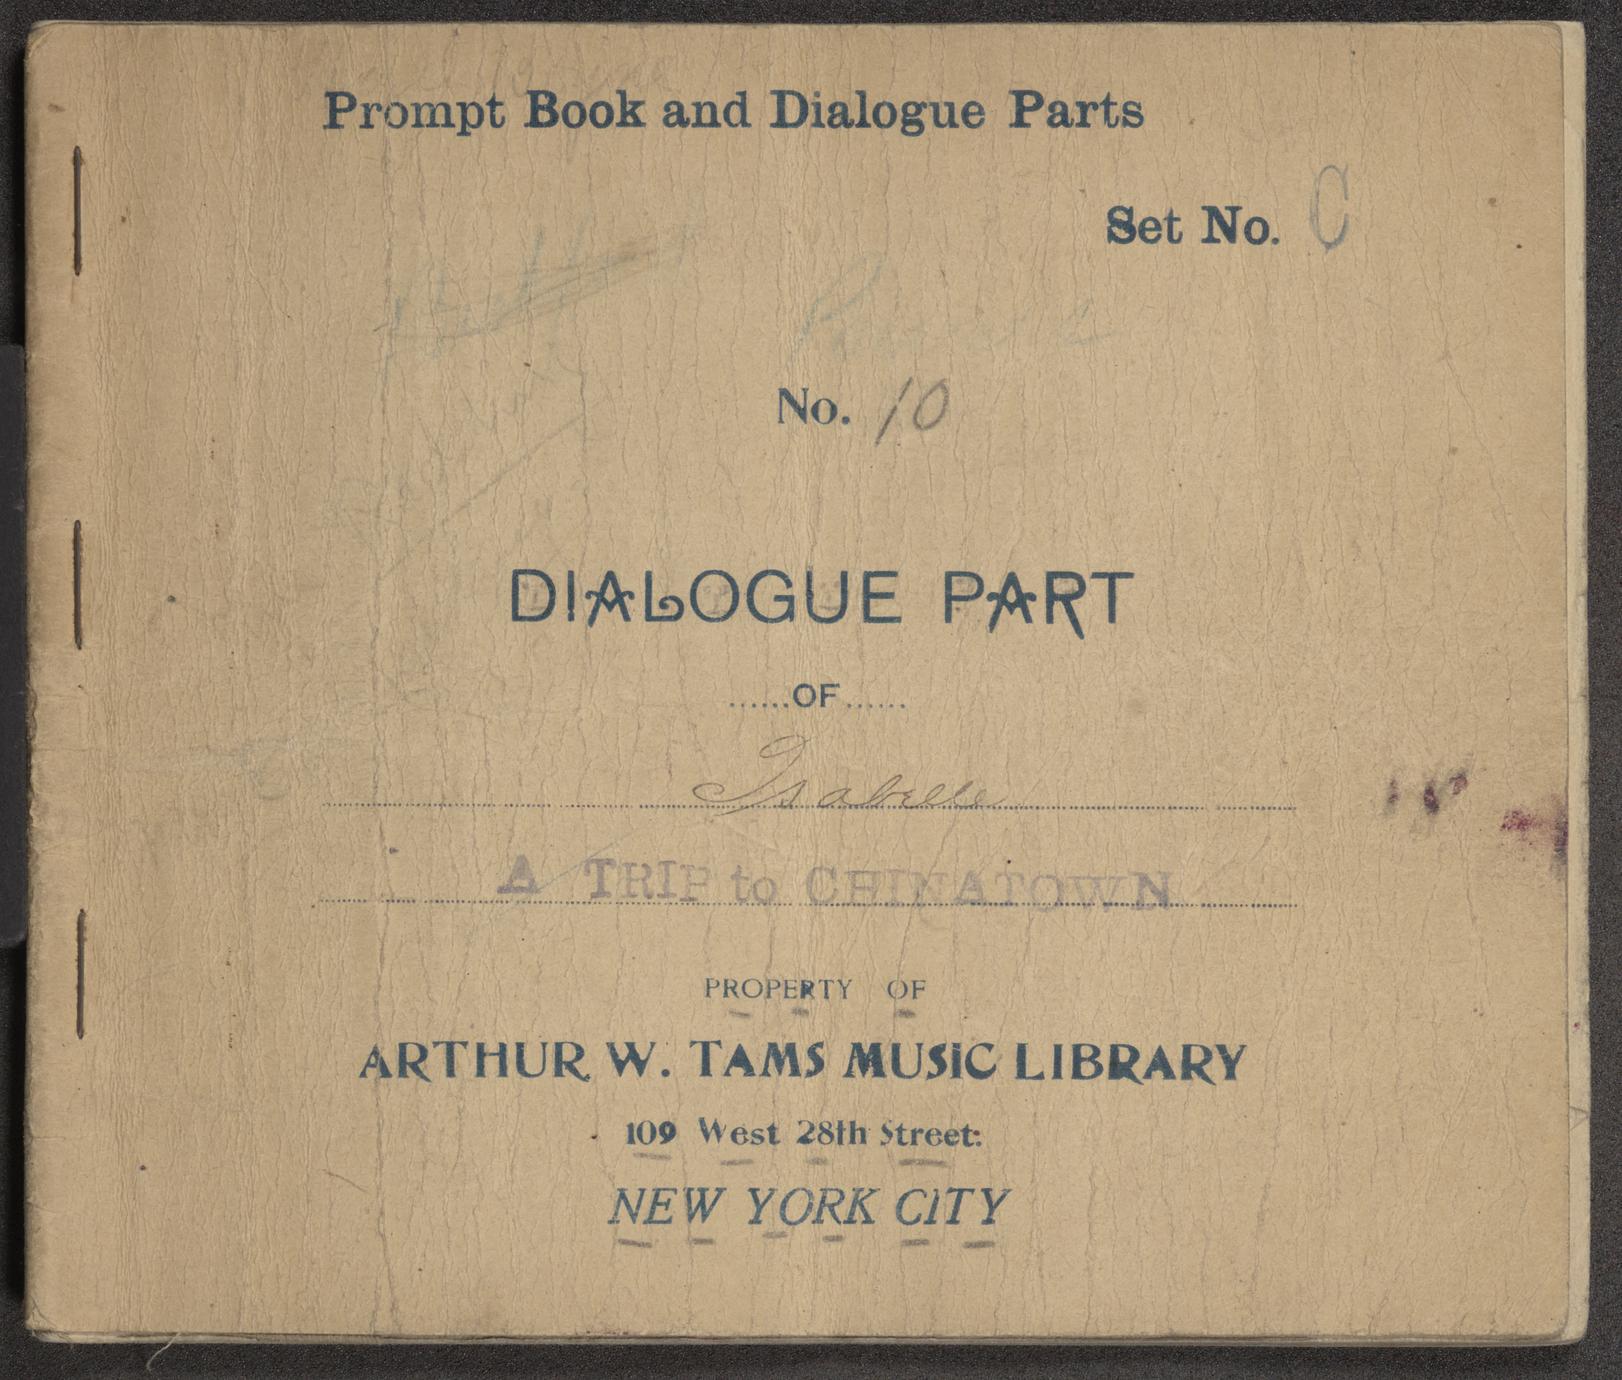 Prompt Book and Dialogue Parts
Set No. C
No. 10
DIALOGUE PART
......OF......
Isabelle
A TRIP to CHINATOWN
PROPERTY OF
ARTHUR W. TAMS MUSIC LIBRARY
109 West 28th Street:
NEW YORK CITY